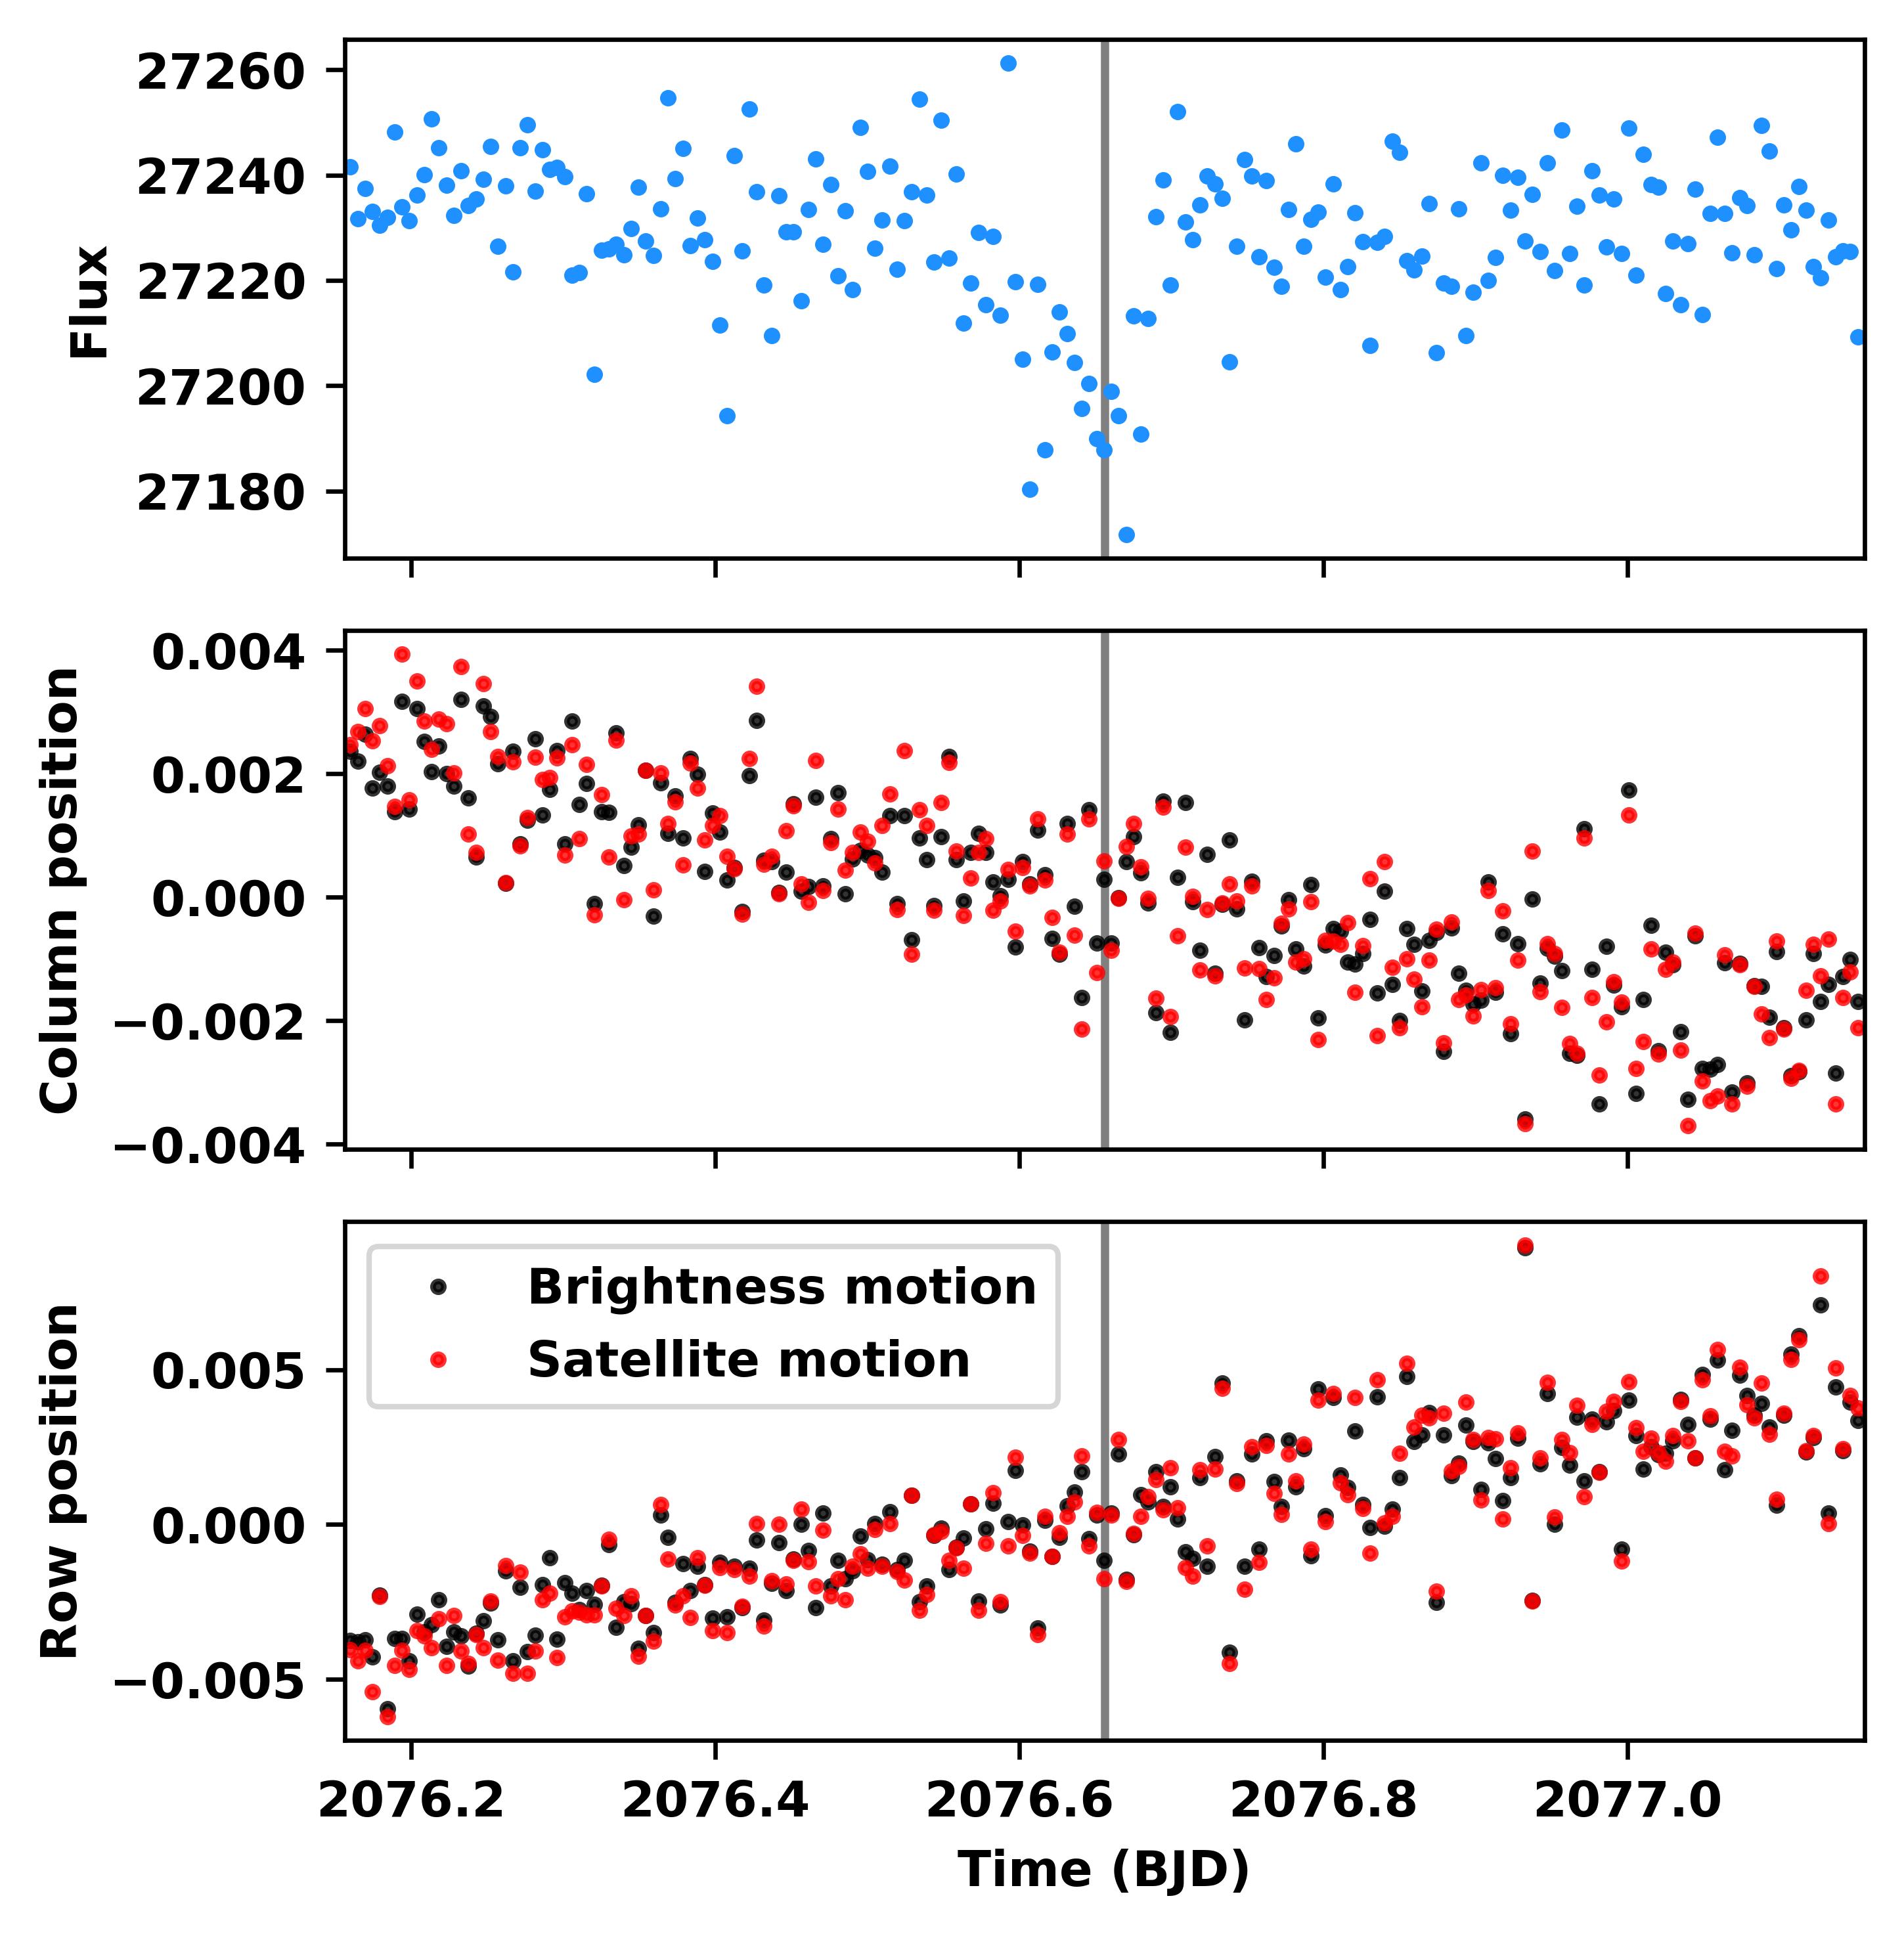 27260
27240
27220
27200
27180
Flux
0.004
0.002
0.000
−0.002
−0.004
Column position
Brightness motion
Satellite motion
0.005
0.000
−0.005
Row position
2076.2 2076.4 2076.6 2076.8 2077.0
Time (BJD)